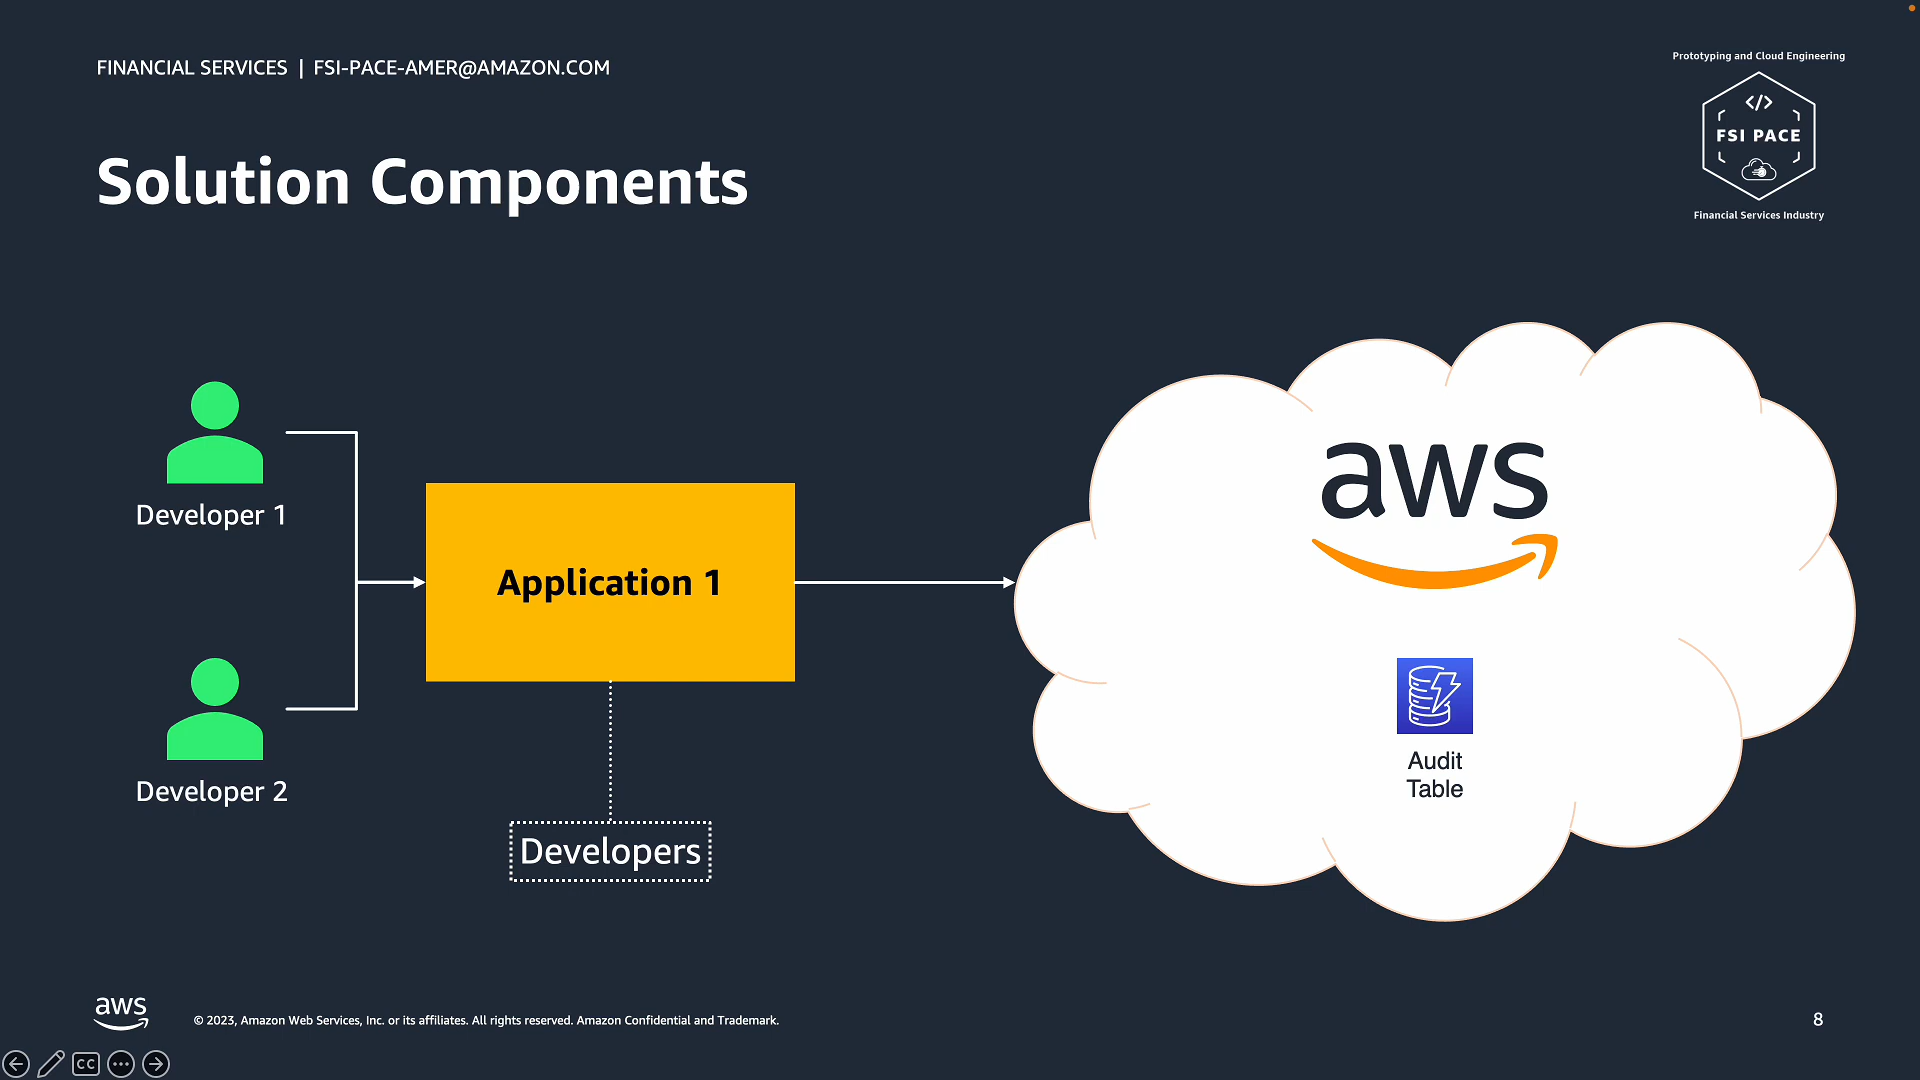 FINANCIAL SERVICES | FSI-PACE-AMER@AMAZON.COM
Prototyping and Cloud Engineering
</>
FSI PACE
Financial Services Industry
Solution Components
Developer 1
Developer 2
Application 1
Developers
aws
Audit
Table
aws
© 2023, Amazon Web Services, Inc. or its affiliates. All rights reserved. Amazon Confidential and Trademark.
8
CC